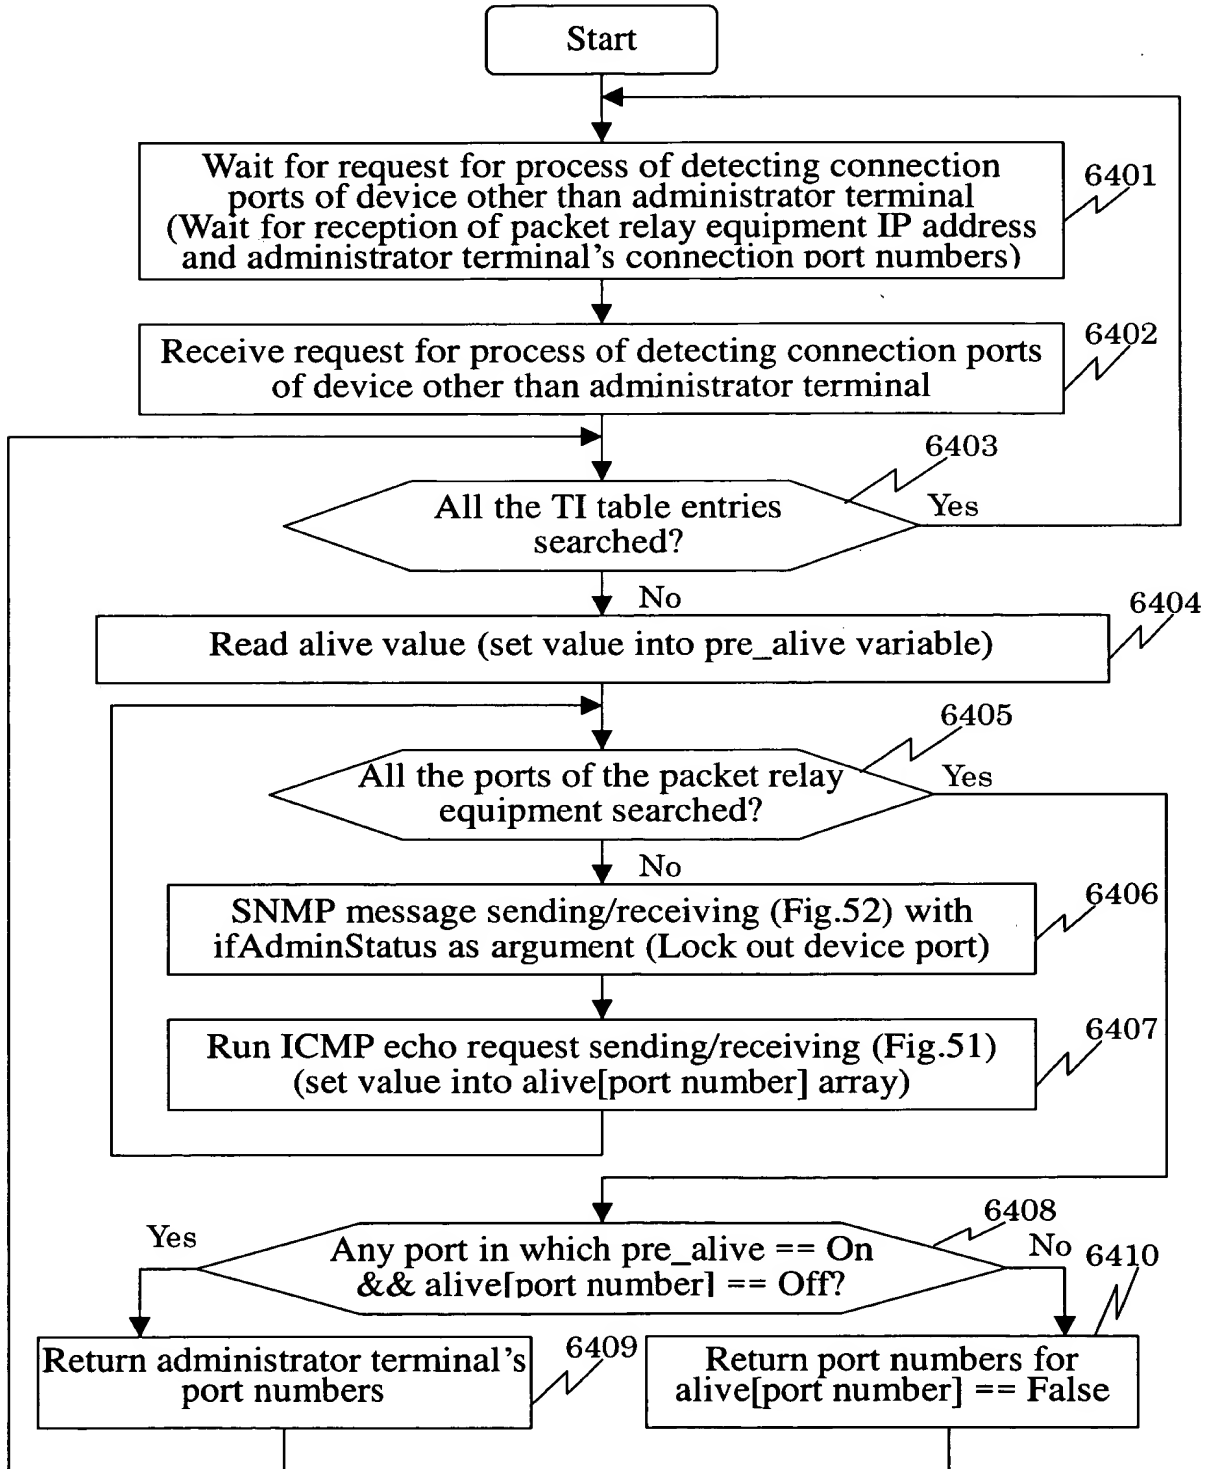 Start
Wait for request for process of detecting connection
ports of device other than administrator terminal
(Wait for reception of packet relay equipment IP address
and administrator terminal's connection port numbers)
6401
Receive request for process of detecting connection ports
of device other than administrator terminal
6402
6403
All the TI table entries
searched?
Yes
No
6404
Read alive value (set value into pre_alive variable)
6405
All the ports of the packet relay
equipment searched?
Yes
No
SNMP message sending/receiving (Fig.52) with
ifAdminStatus as argument (Lock out device port)
6406
Run ICMP echo request sending/receiving (Fig.51)
(set value into alive[port number] array)
6407
6408
Yes
Any port in which pre_alive == On
&& alive[port number] == Off?
No
6410
Return administrator terminal's
port numbers
6409
Return port numbers for
alive[port number] == False